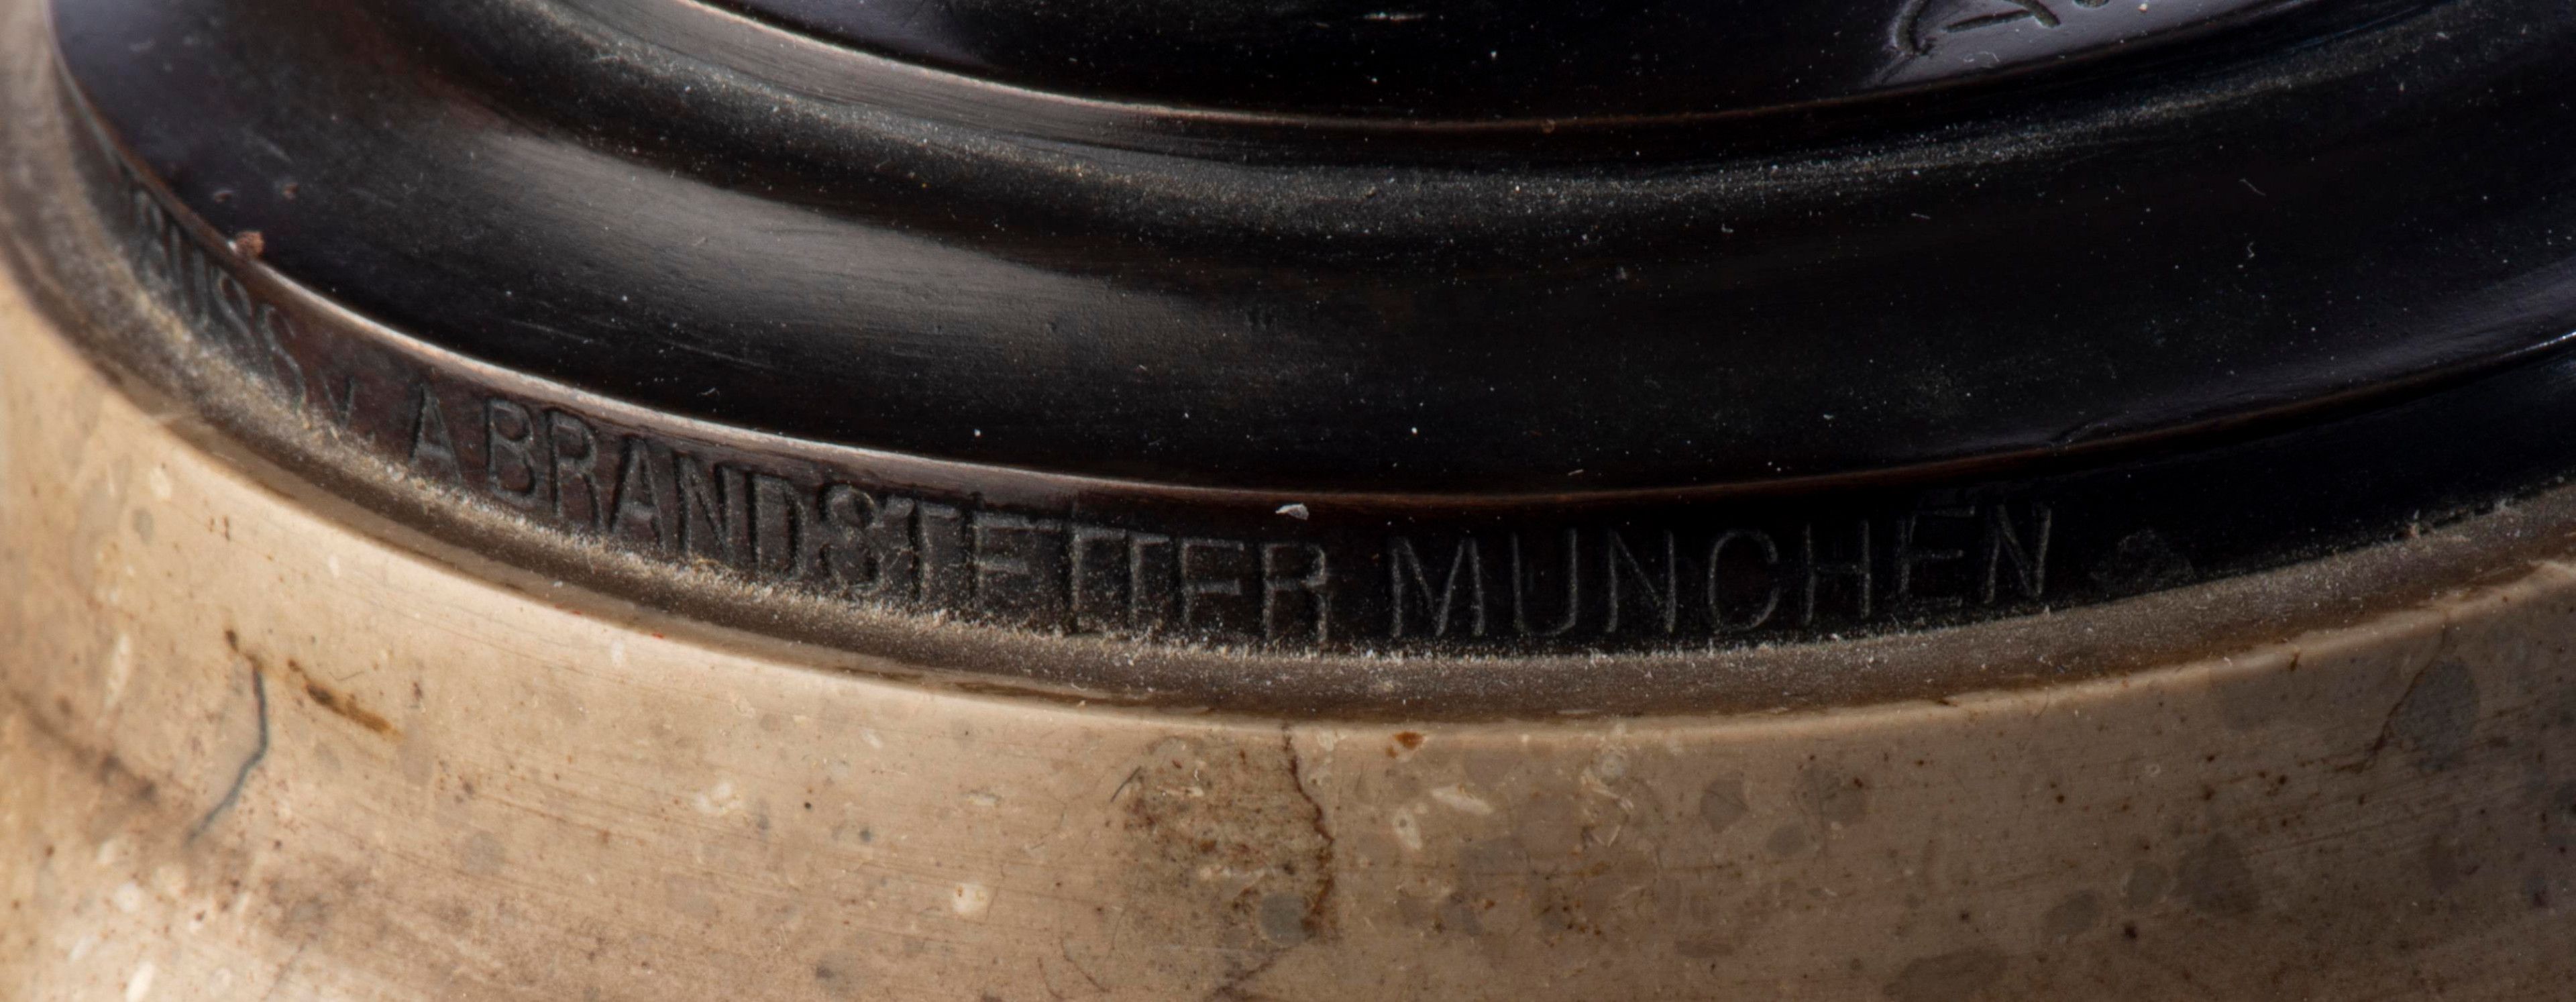 GUSS v A BRANDSTETTER MUNCHEN